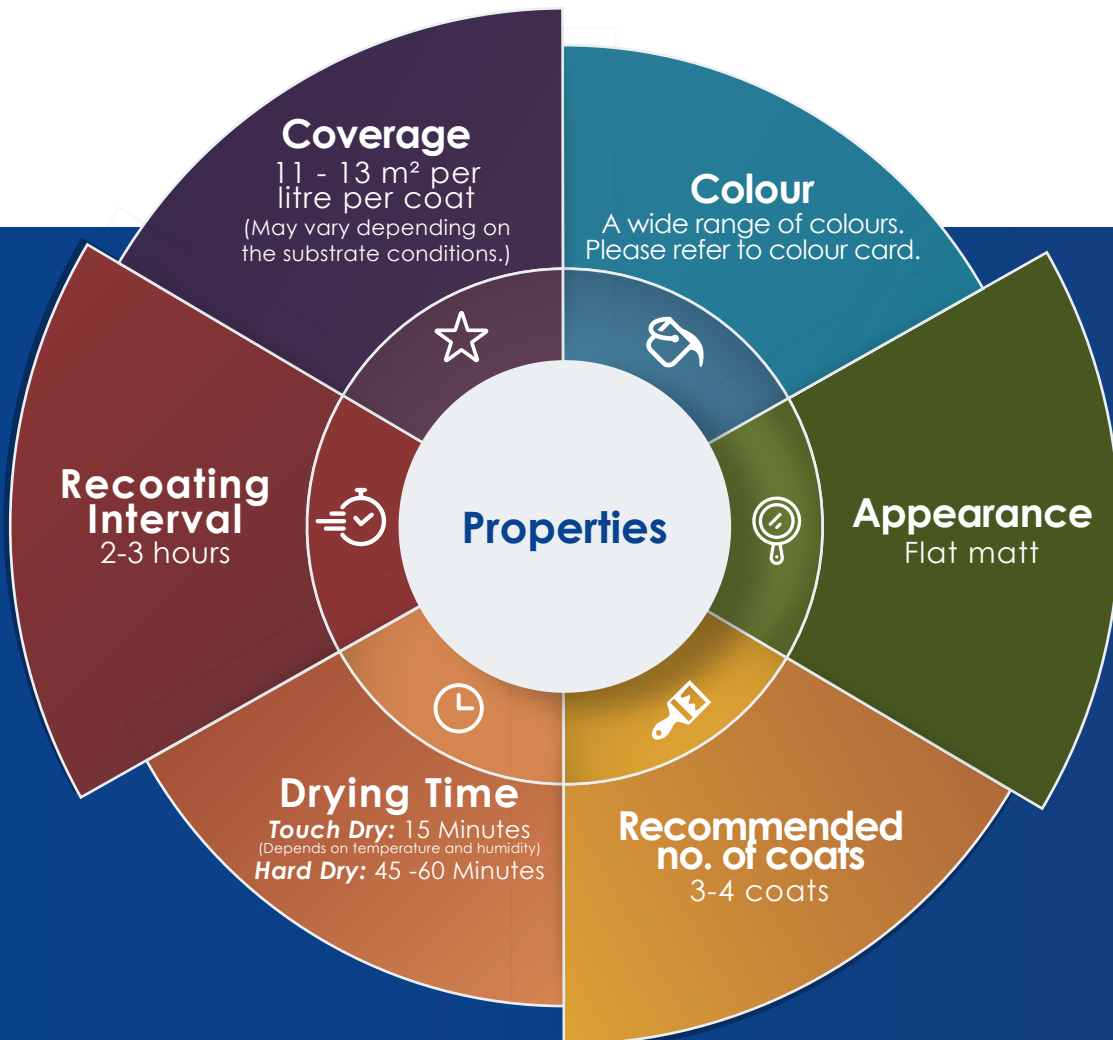 Coverage
11 - 13 m² per
litre per coat
(May vary depending on
the substrate conditions.)
Colour
A wide range of colours.
Please refer to colour card.
Recoating
Interval
2-3 hours
Properties
Appearance
Flat matt
Drying Time
Touch Dry: 15 Minutes
(Depends on temperature and humidity)
Hard Dry: 45 -60 Minutes
Recommended
no. of coats
3-4 coats